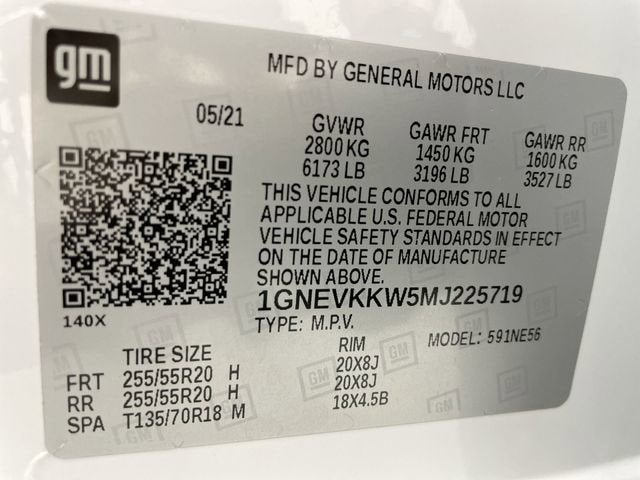 gm
MFD BY GENERAL MOTORS LLC
05/21
GVWR GAWR FRT GAWR RR
2800 KG 1450 KG 1600 KG
6173 LB 3196 LB 3527 LB
THIS VEHICLE CONFORMS TO ALL
APPLICABLE U.S. FEDERAL MOTOR
VEHICLE SAFETY STANDARDS IN EFFECT
ON THE DATE OF MANUFACTURE
SHOWN ABOVE.
1GNEVKKW5MJ225719
140X
TYPE: M.P.V. MODEL: 591NE56
TIRE SIZE RIM
FRT 255/55R20 H 20X8J
RR 255/55R20 H 20X8J
SPA T135/70R18 M 18X4.5B